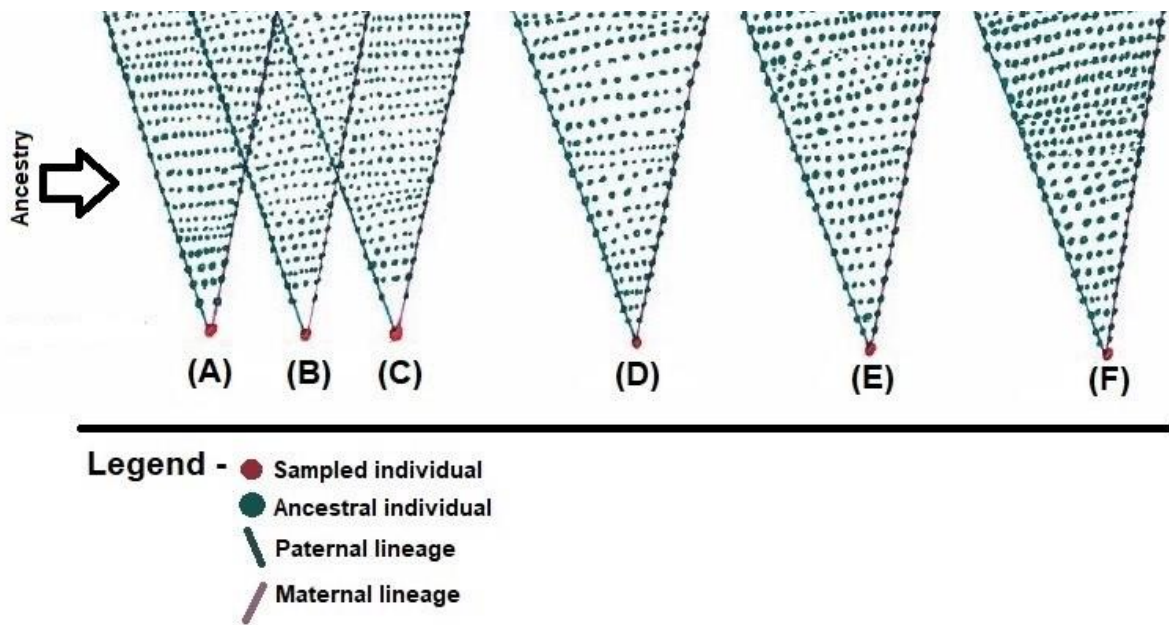 Ancestry
(A)
(B)
(C)
(D)
(E)
(F)
Legend -
Sampled individual
Ancestral individual
Paternal lineage
Maternal lineage